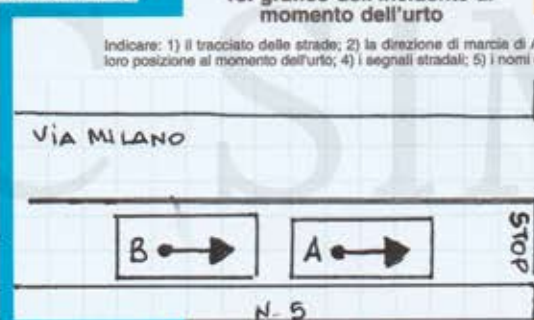 momento dell'urto
Indicare: 1) il tracciato delle strade; 2) la direzione di marcia di
loro posizione al momento dell'urto; 4) i segnali stradali; 5) i nomi
ViA MILANO
B
A
STOP
N. 5